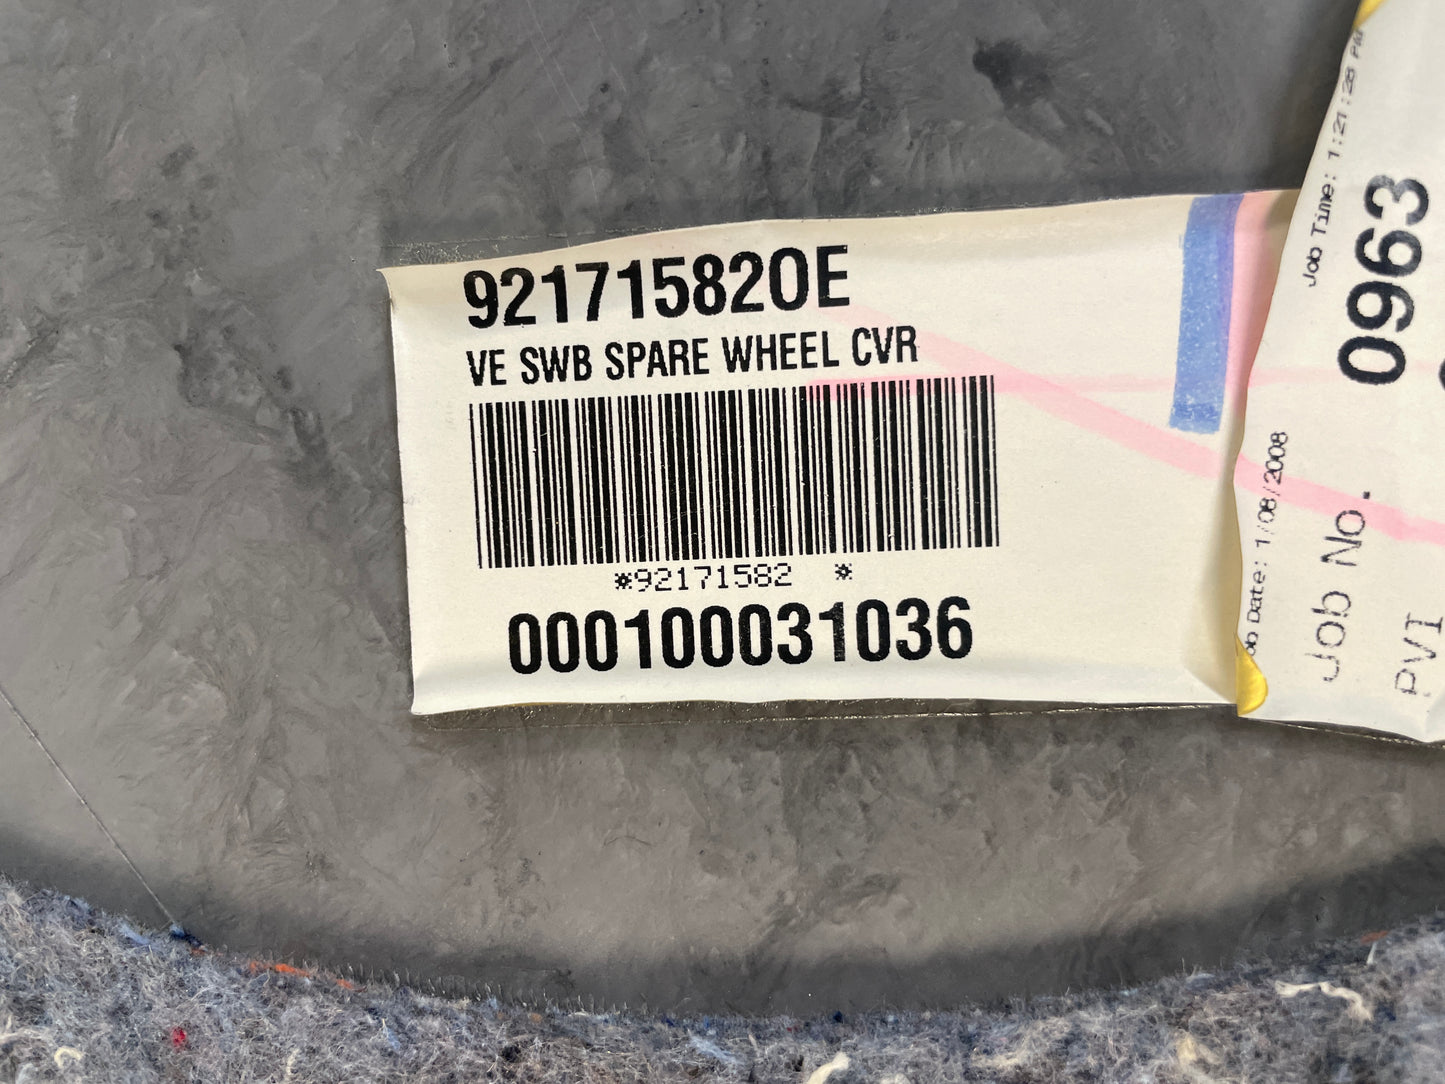 921715820E
VE SWB SPARE WHEEL CVR
*92171582 *
000100031036
Job Time: 1:21:28 PM
0963
Job Date: 1/08/2008
Job No.
PVI